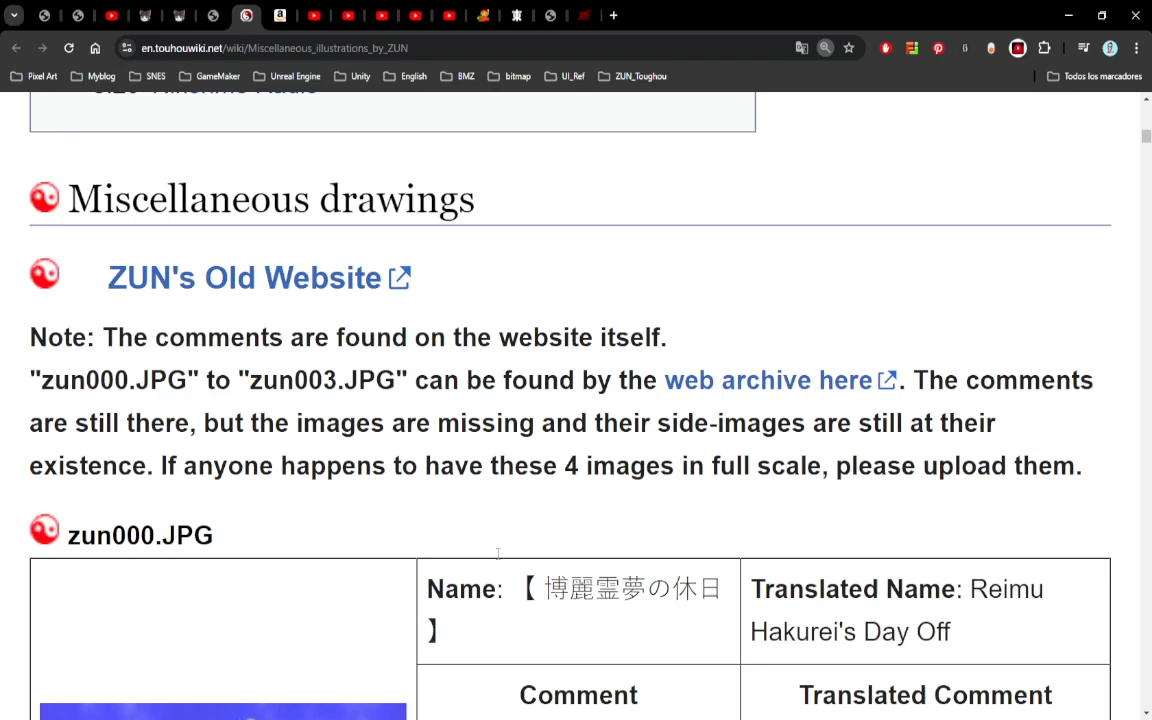 en.touhouwiki.net/wiki/Miscellaneous_illustrations_by_ZUN
Pixel Art Myblog SNES GameMaker Unreal Engine Unity English BMZ bitmap UI_Ref ZUN_Toughou Todos los marcadores
Miscellaneous drawings
ZUN's Old Website
Note: The comments are found on the website itself.
"zun000.JPG" to "zun003.JPG" can be found by the web archive here. The comments
are still there, but the images are missing and their side-images are still at their
existence. If anyone happens to have these 4 images in full scale, please upload them.
zun000.JPG
Name: 【 博麗霊夢の休日
】
Translated Name: Reimu
Hakurei's Day Off
Comment
Translated Comment